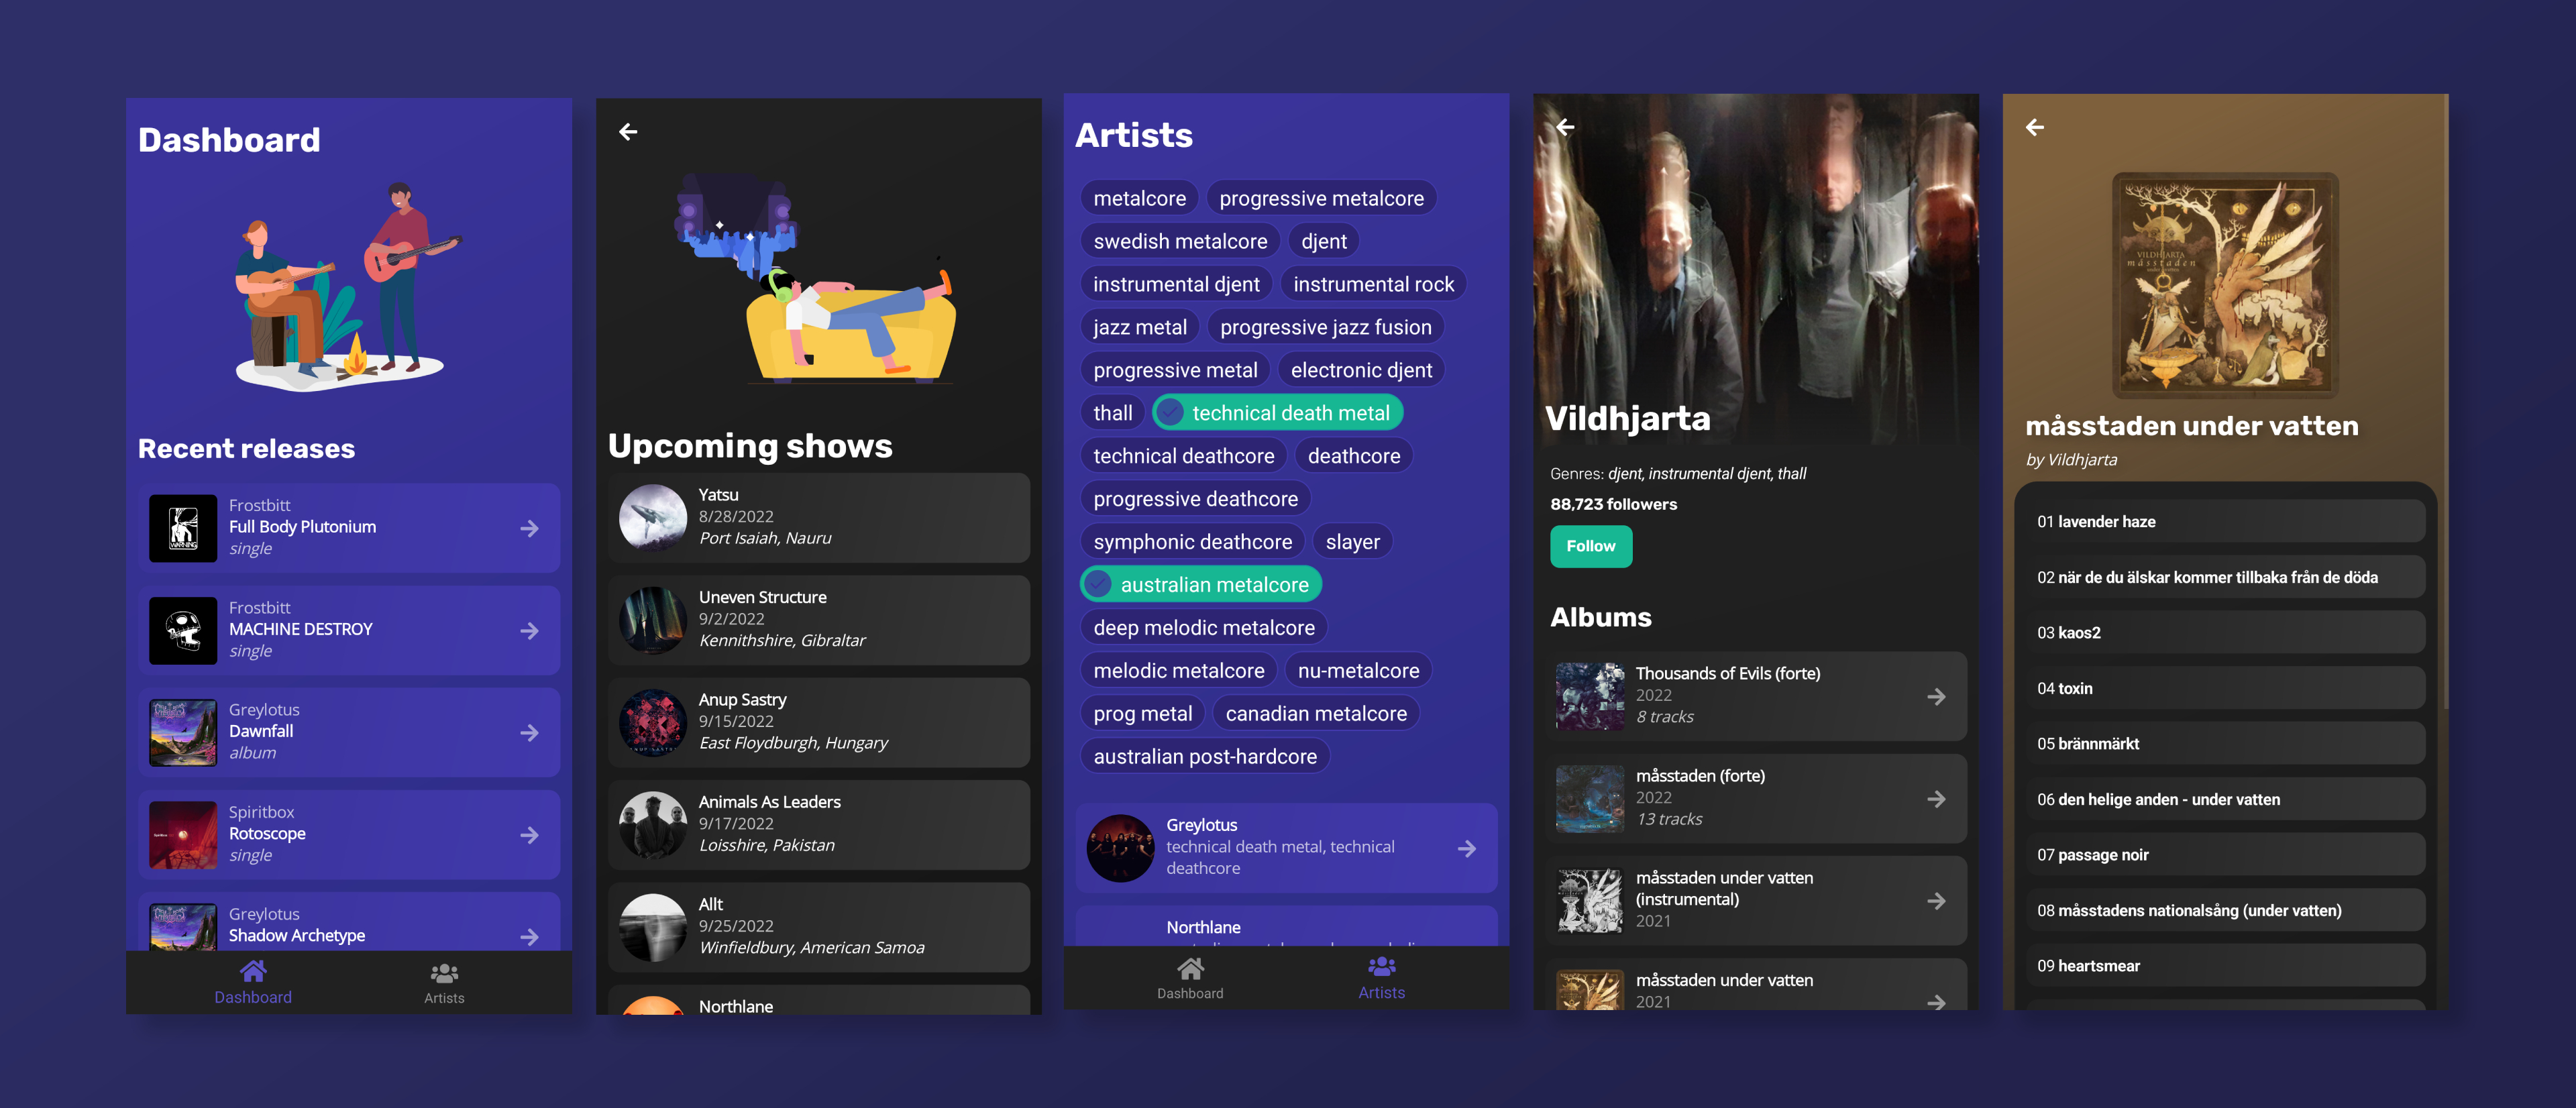 Dashboard
Recent releases
Frostbitt
Full Body Plutonium
single
Frostbitt
MACHINE DESTROY
single
Greylotus
Dawnfall
album
Spiritbox
Rotoscope
single
Greylotus
Shadow Archetype
Dashboard
Artists
Upcoming shows
Yatsu
8/28/2022
Port Isaiah, Nauru
Uneven Structure
9/2/2022
Kennithshire, Gibraltar
Anup Sastry
9/15/2022
East Floydburgh, Hungary
Animals As Leaders
9/17/2022
Loisshire, Pakistan
Allt
9/25/2022
Winfieldbury, American Samoa
Northlane
Artists
metalcore progressive metalcore
swedish metalcore djent
instrumental djent instrumental rock
jazz metal progressive jazz fusion
progressive metal electronic djent
thall technical death metal
technical deathcore deathcore
progressive deathcore
symphonic deathcore slayer
australian metalcore
deep melodic metalcore
melodic metalcore nu-metalcore
prog metal canadian metalcore
australian post-hardcore
Greylotus
technical death metal, technical
deathcore
Northlane
Dashboard
Artists
Vildhjarta
Genres: djent, instrumental djent, thall
88,723 followers
Follow
Albums
Thousands of Evils (forte)
2022
8 tracks
måsstaden (forte)
2022
13 tracks
måsstaden under vatten
(instrumental)
2021
måsstaden under vatten
2021
VILDHJARTA
måsstaden
måsstaden under vatten
by Vildhjarta
01 lavender haze
02 när de du älskar kommer tillbaka från de döda
03 kaos2
04 toxin
05 brännmärkt
06 den helige anden - under vatten
07 passage noir
08 måsstadens nationalsång (under vatten)
09 heartsmear